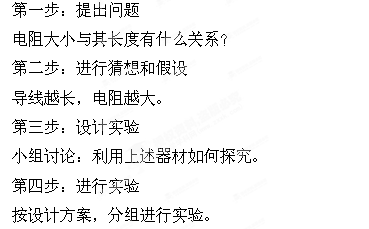 第一步：提出问题
电阻大小与其长度有什么关系？
第二步：进行猜想和假设
导线越长，电阻越大。
第三步：设计实验
小组讨论：利用上述器材如何探究。
第四步：进行实验
按设计方案，分组进行实验。